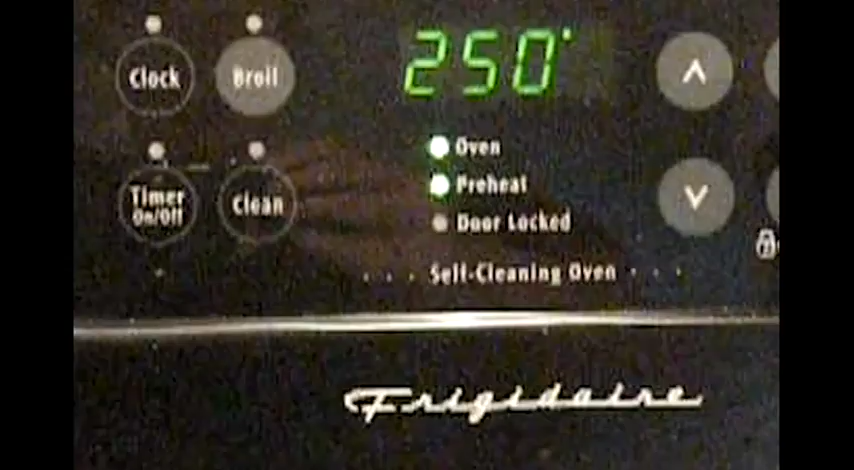 250°
Clock
Broil
Oven
Preheat
Timer
On/Off
Clean
Door Locked
Self-Cleaning Oven
Frigidaire